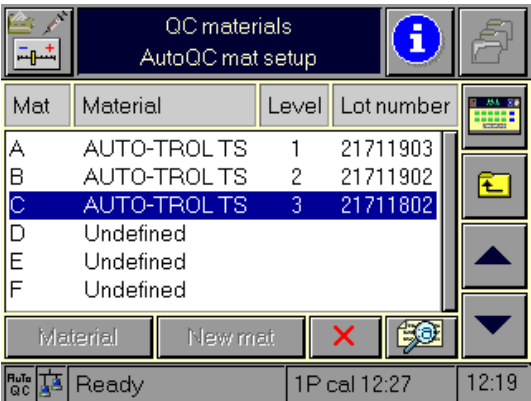 QC materials
AutoQC mat setup
Mat Material Level Lot number
A AUTO-TROL TS 1 21711903
B AUTO-TROL TS 2 21711902
C AUTO-TROL TS 3 21711802
D Undefined
E Undefined
F Undefined
Material New mat
Auto QC Ready 1P cal 12:27 12:19